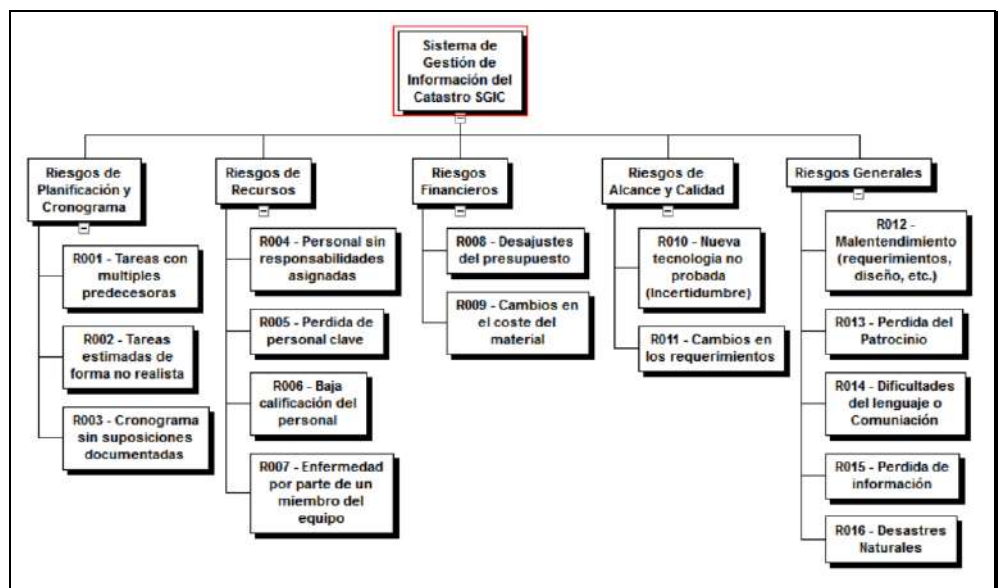 Sistema de
Gestión de
Información del
Catastro SGIC
Riesgos de
Planificación y
Cronograma
R001 - Tareas con
multiples
predecesoras
R002 - Tareas
estimadas de
forma no realista
R003 - Cronograma
sin suposiciones
documentadas
Riesgos de
Recursos
R004 - Personal sin
responsabilidades
asignadas
R005 - Perdida de
personal clave
R006 - Baja
calificación del
personal
R007 - Enfermedad
por parte de un
miembro del
equipo
Riesgos
Financieros
R008 - Desajustes
del presupuesto
R009 - Cambios en
el coste del
material
Riesgos de
Alcance y Calidad
R010 - Nueva
tecnologia no
probada
(Incertidumbre)
R011 - Cambios en
los requerimientos
Riesgos Generales
R012 -
Malentendimiento
(requerimientos,
diseño, etc.)
R013 - Perdida del
Patrocinio
R014 - Dificultades
del lenguaje o
Comuniación
R015 - Perdida de
información
R016 - Desastres
Naturales